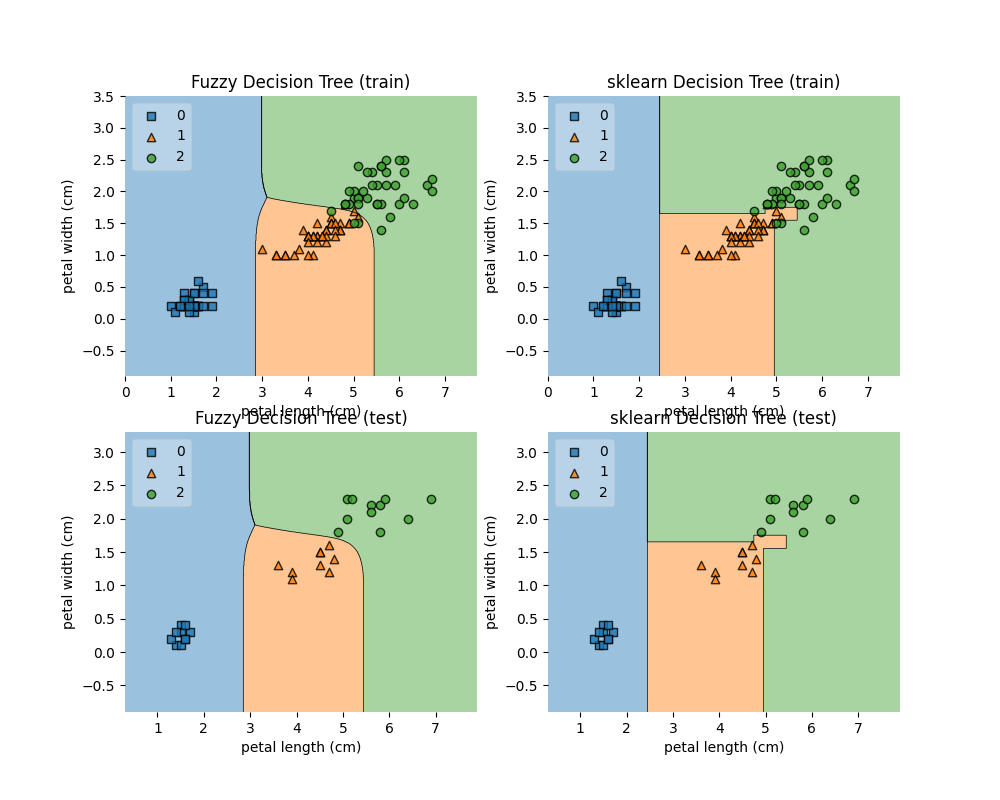 Fuzzy Decision Tree (train)
3.5
3.0
2.5
2.0
1.5
1.0
0.5
0.0
−0.5
petal width (cm)
0
1
2
0 1 2 3 4 5 6 7
petal length (cm)
sklearn Decision Tree (train)
3.5
3.0
2.5
2.0
1.5
1.0
0.5
0.0
−0.5
petal width (cm)
0
1
2
0 1 2 3 4 5 6 7
petal length (cm)
Fuzzy Decision Tree (test)
3.0
2.5
2.0
1.5
1.0
0.5
0.0
−0.5
petal width (cm)
0
1
2
1 2 3 4 5 6 7
petal length (cm)
sklearn Decision Tree (test)
3.0
2.5
2.0
1.5
1.0
0.5
0.0
−0.5
petal width (cm)
0
1
2
1 2 3 4 5 6 7
petal length (cm)